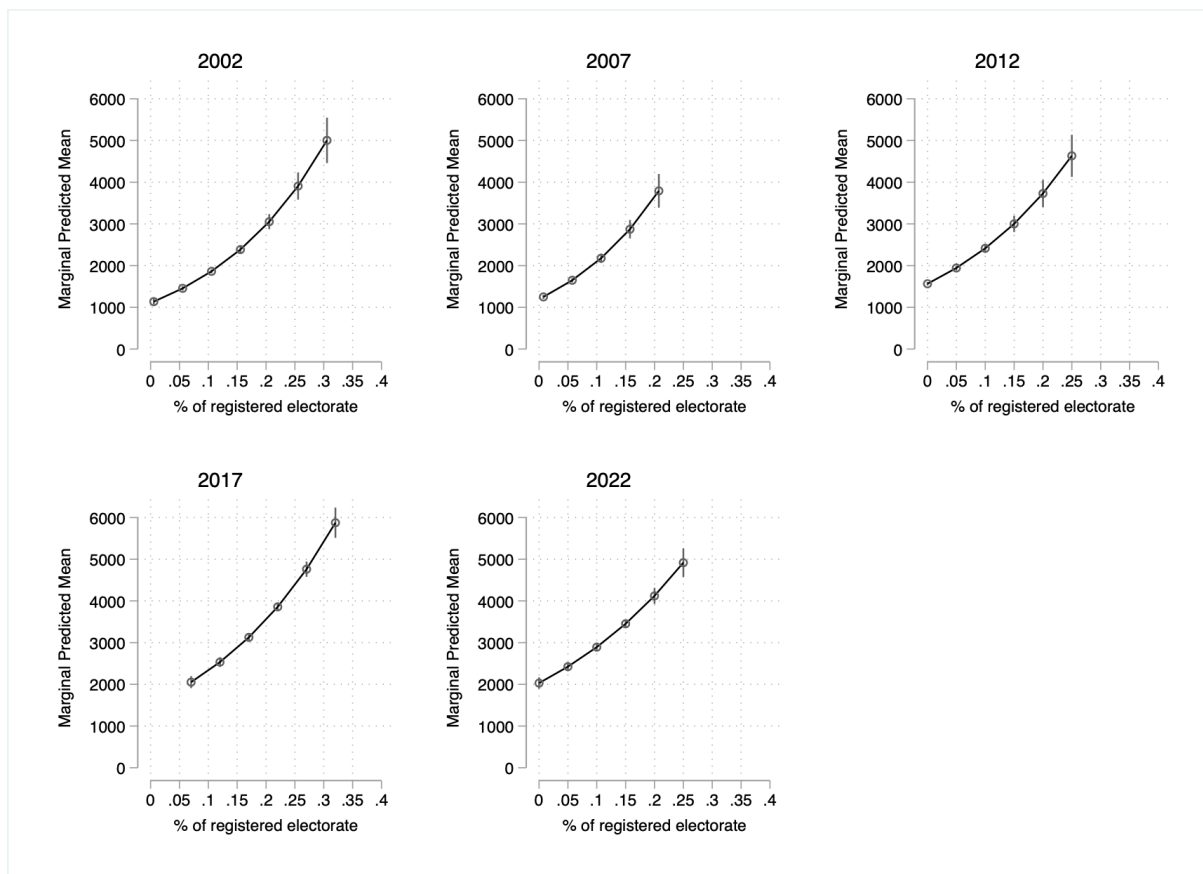 2002
2007
2012
6000
5000
4000
3000
2000
1000
0
Marginal Predicted Mean
0 .05 .1 .15 .2 .25 .3 .35 .4
% of registered electorate
6000
5000
4000
3000
2000
1000
0
Marginal Predicted Mean
0 .05 .1 .15 .2 .25 .3 .35 .4
% of registered electorate
6000
5000
4000
3000
2000
1000
0
Marginal Predicted Mean
0 .05 .1 .15 .2 .25 .3 .35 .4
% of registered electorate
2017
2022
6000
5000
4000
3000
2000
1000
0
Marginal Predicted Mean
0 .05 .1 .15 .2 .25 .3 .35 .4
% of registered electorate
6000
5000
4000
3000
2000
1000
0
Marginal Predicted Mean
0 .05 .1 .15 .2 .25 .3 .35 .4
% of registered electorate